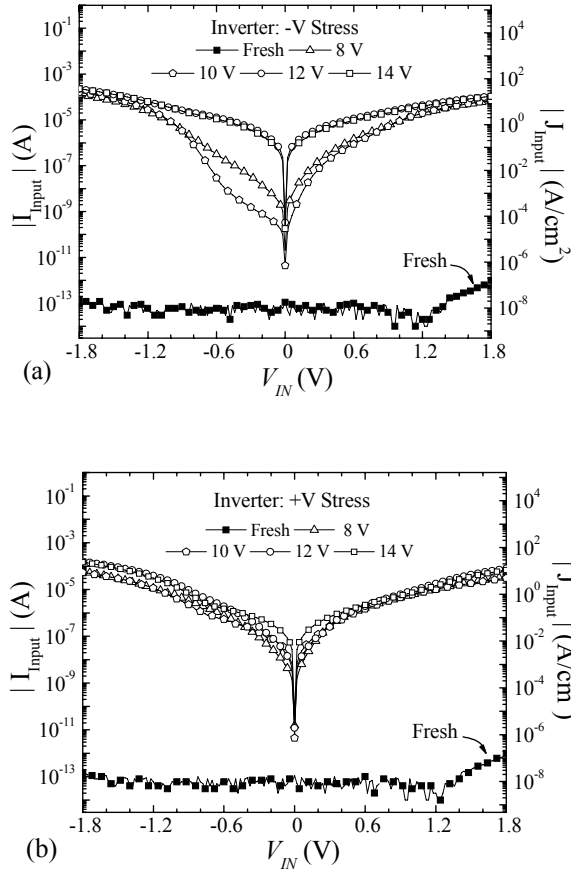 Inverter: -V Stress
Fresh 8 V
10 V 12 V 14 V
10^-1
10^-3
10^-5
10^-7
10^-9
10^-11
10^-13
| I_Input | (A)
10^4
10^2
10^0
10^-2
10^-4
10^-6
10^-8
| J_Input | (A/cm^2)
Fresh
-1.8 -1.2 -0.6 0 0.6 1.2 1.8
(a) V_IN (V)
Inverter: +V Stress
Fresh 8 V
10 V 12 V 14 V
10^-1
10^-3
10^-5
10^-7
10^-9
10^-11
10^-13
| I_Input | (A)
10^4
10^2
10^0
10^-2
10^-4
10^-6
10^-8
| J_Input | (A/cm)
Fresh
-1.8 -1.2 -0.6 0 0.6 1.2 1.8
(b) V_IN (V)